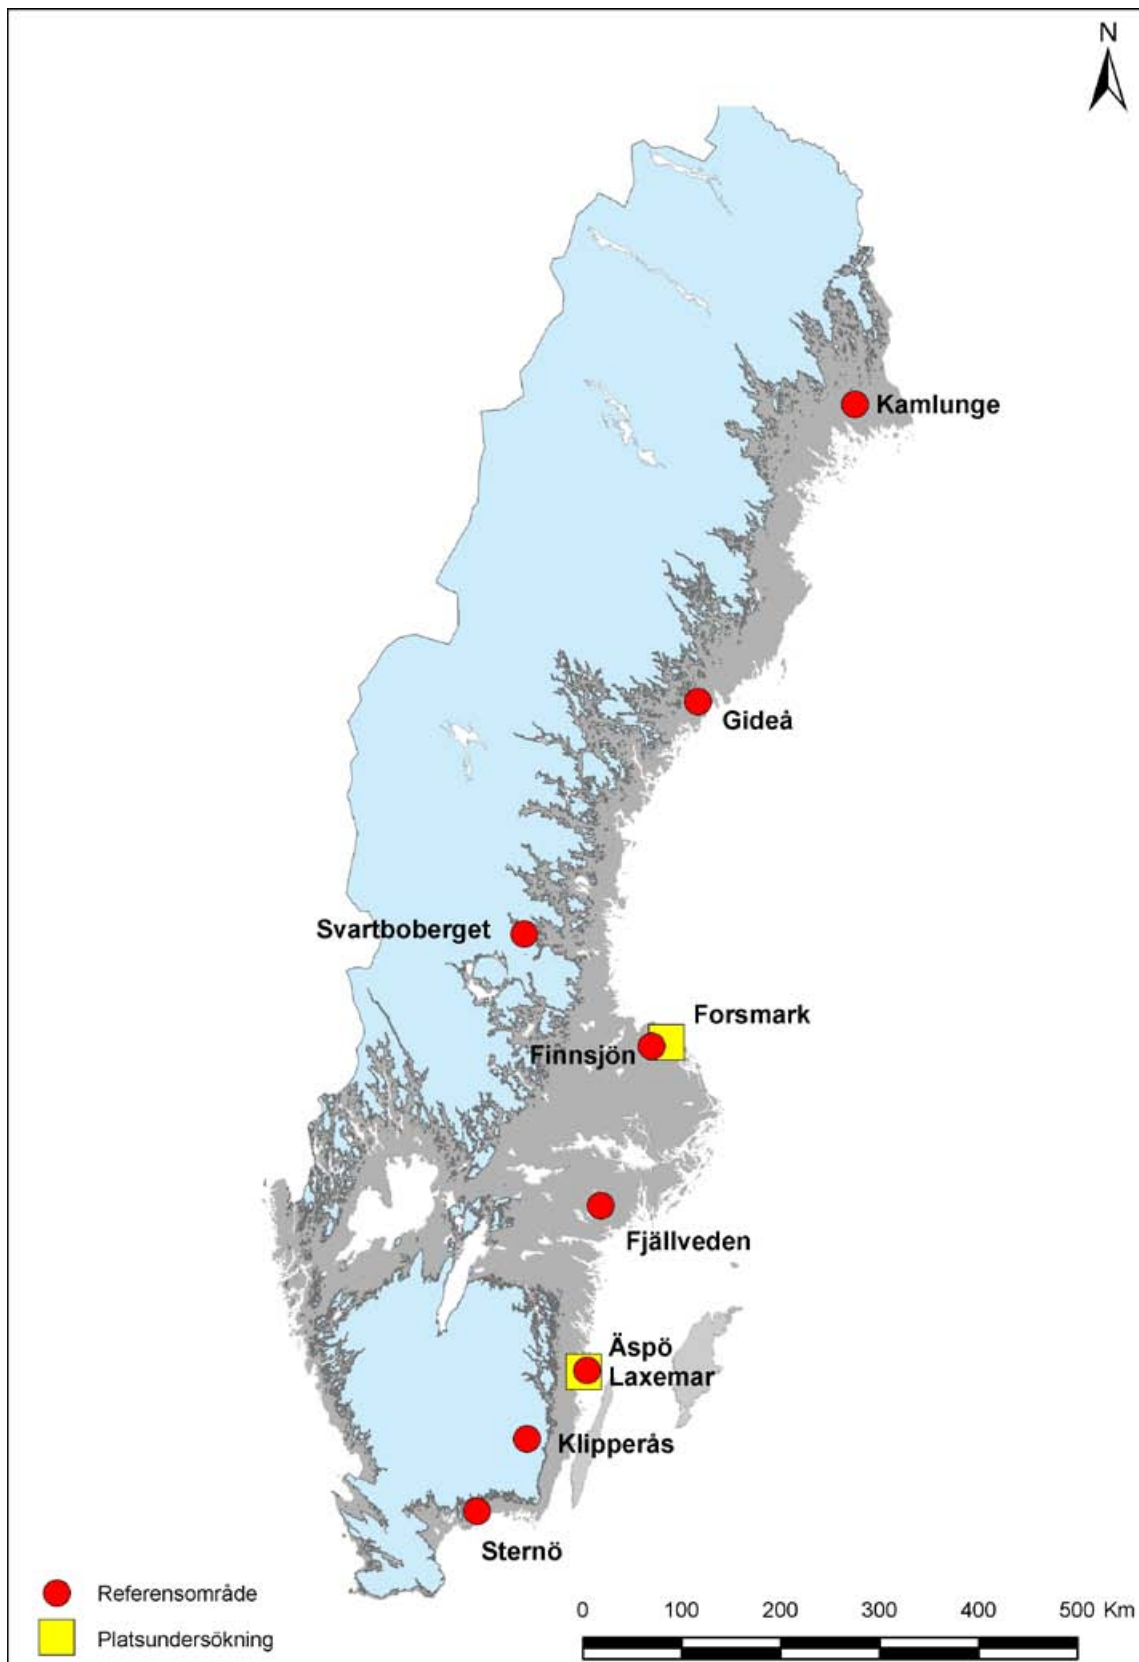 N
Kamlunge
Gideå
Svartboberget
Forsmark
Finnsjön
Fjällveden
Äspö
Laxemar
Klipperås
Sternö
Referensområde
Platsundersökning
0 100 200 300 400 500 Km